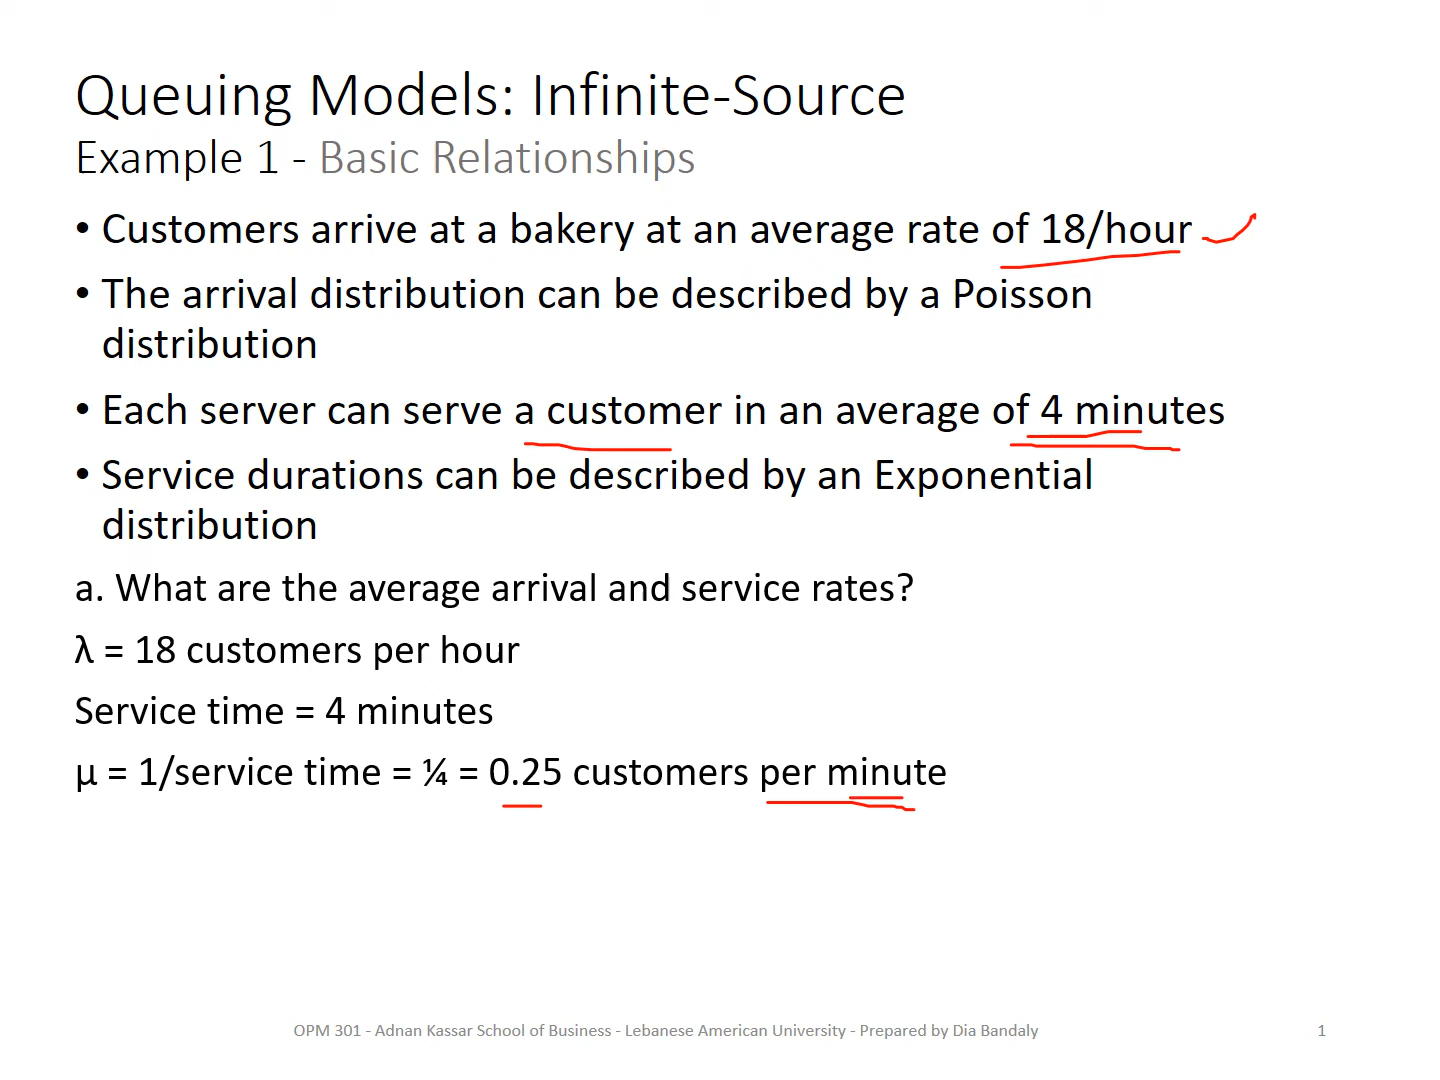 Queuing Models: Infinite-Source
Example 1 - Basic Relationships
• Customers arrive at a bakery at an average rate of 18/hour
• The arrival distribution can be described by a Poisson
distribution
• Each server can serve a customer in an average of 4 minutes
• Service durations can be described by an Exponential
distribution
a. What are the average arrival and service rates?
λ = 18 customers per hour
Service time = 4 minutes
μ = 1/service time = ¼ = 0.25 customers per minute
OPM 301 - Adnan Kassar School of Business - Lebanese American University - Prepared by Dia Bandaly 1